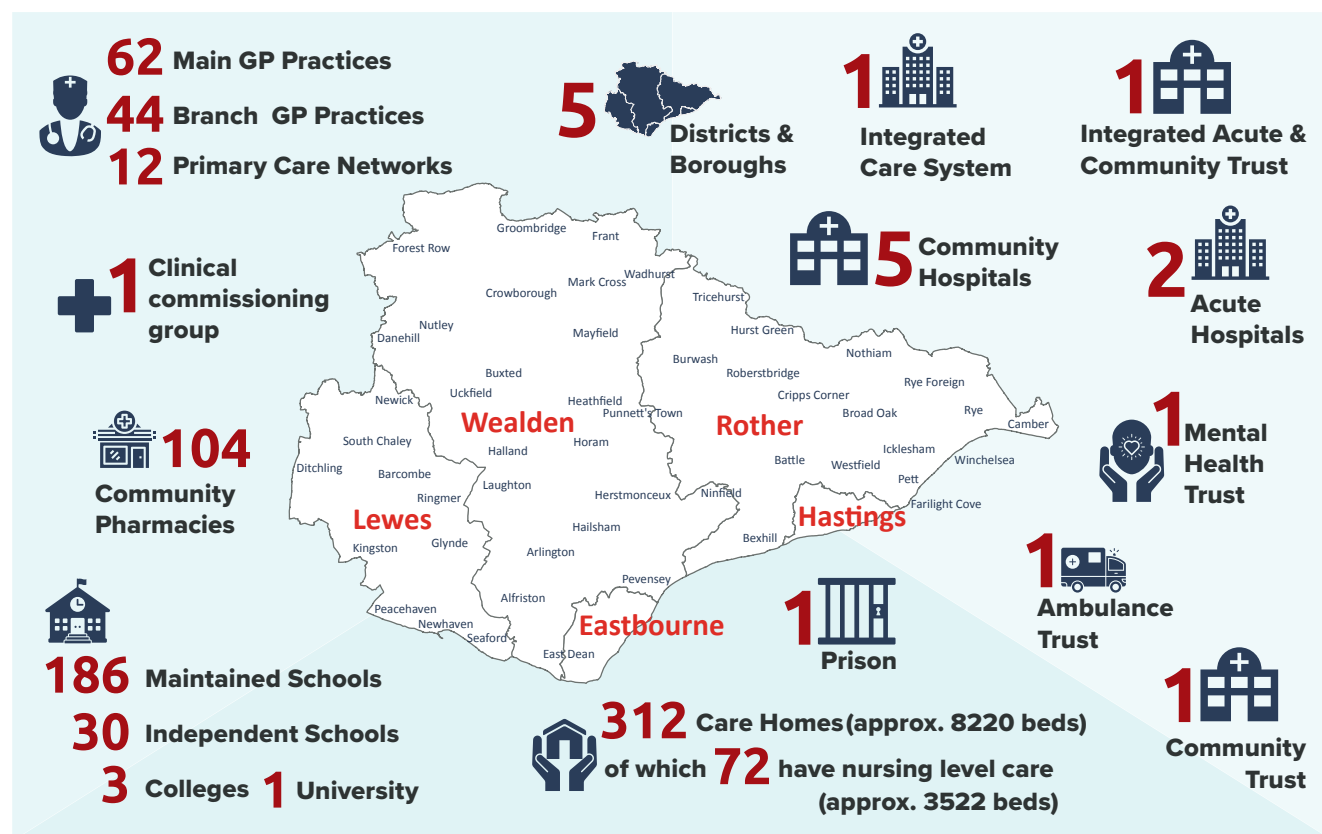 62 Main GP Practices
44 Branch GP Practices
12 Primary Care Networks
5 Districts &
Boroughs
1 Integrated
Care System
1 Integrated Acute &
Community Trust
1 Clinical
commissioning
group
5 Community
Hospitals
2 Acute
Hospitals
104
Community
Pharmacies
1 Mental
Health
Trust
1 Ambulance
Trust
1 Community
Trust
1 Prison
186 Maintained Schools
30 Independent Schools
3 Colleges 1 University
312 Care Homes (approx. 8220 beds)
of which 72 have nursing level care
(approx. 3522 beds)
Groombridge
Frant
Forest Row
Wadhurst
Mark Cross
Crowborough
Nutley
Danehill
Mayfield
Buxted
Uckfield
Heathfield
Punnett's Town
Wealden
Halland
Horam
Laughton
Herstmonceux
Hailsham
Arlington
Pevensey
Alfriston
East Dean
Eastbourne
Newick
South Chaley
Ditchling
Barcombe
Ringmer
Lewes
Kingston
Glynde
Peacehaven
Newhaven
Seaford
Tricehurst
Hurst Green
Burwash
Roberstbridge
Nothiam
Rye Foreign
Cripps Corner
Broad Oak
Rye
Camber
Rother
Icklesham
Winchelsea
Battle
Westfield
Pett
Ninfield
Farilight Cove
Hastings
Bexhill